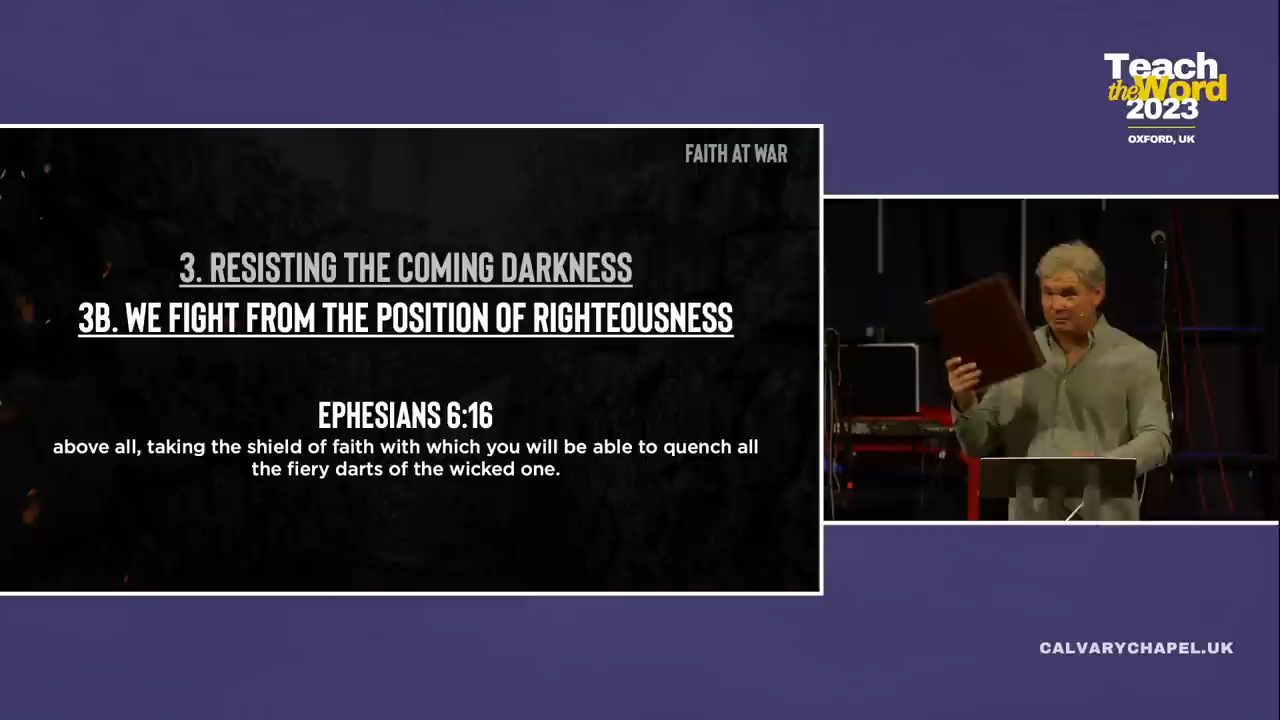 Teach
the Word
2023
OXFORD, UK
FAITH AT WAR
3. RESISTING THE COMING DARKNESS
3B. WE FIGHT FROM THE POSITION OF RIGHTEOUSNESS
EPHESIANS 6:16
above all, taking the shield of faith with which you will be able to quench all
the fiery darts of the wicked one.
CALVARYCHAPEL.UK